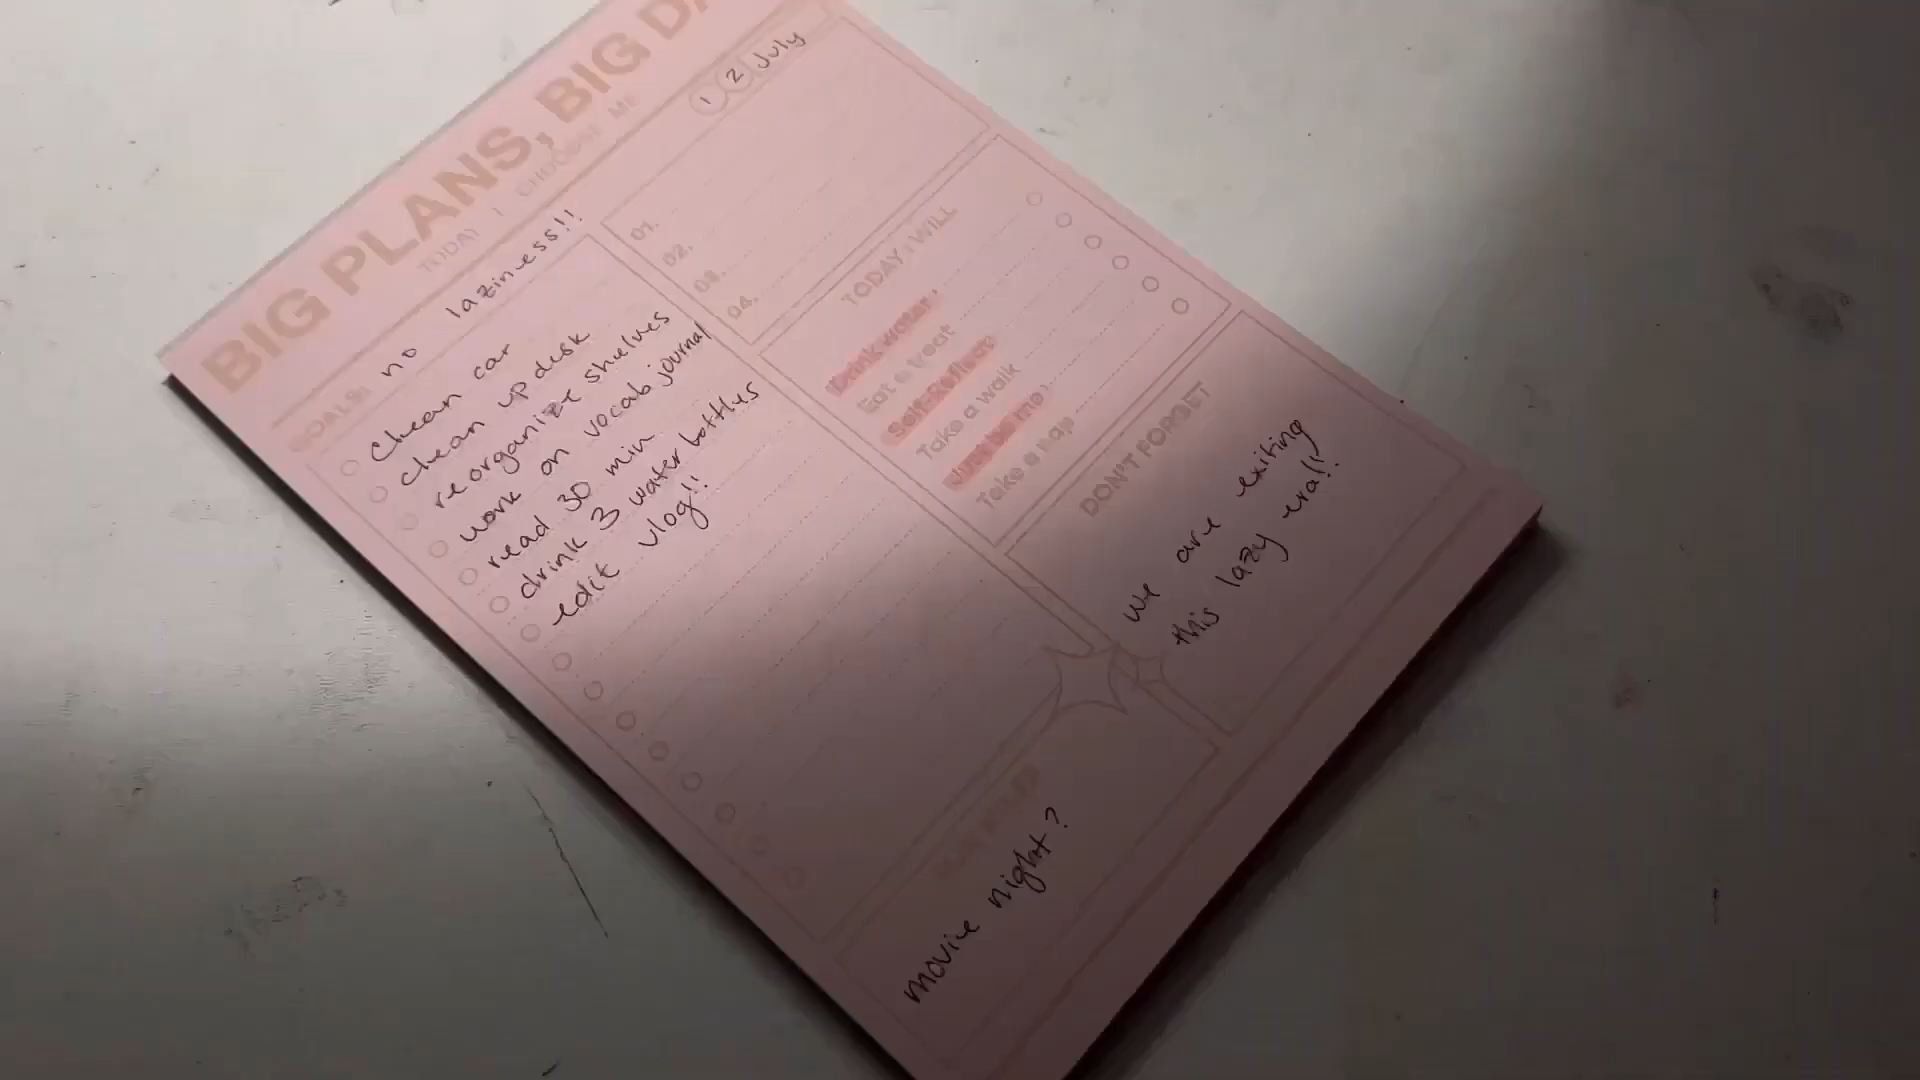 BIG PLANS, BIG
TODAY I CHOOSE ME
1 2 July
GOALS: no laziness!!
clean car
clean up desk
reorganize shelves
work on vocab journal
read 30 min
drink 3 water bottles
edit vlog!!
01.
02.
03.
04.
TODAY I WILL
Drink water
Eat a treat
Self-Reflect
Take a walk
Just be me
Take a nap
DON'T FORGET
we are exiting
this lazy era!!
movie night?